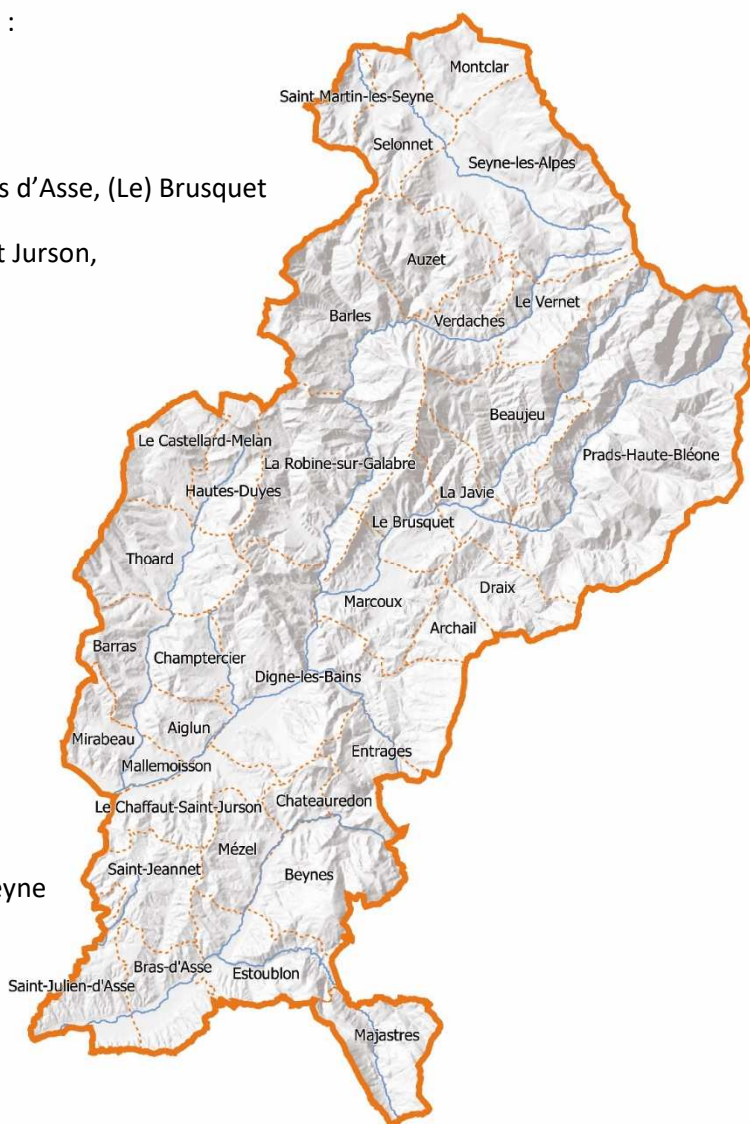 :
Montclar
Saint Martin-les-Seyne
Selonnet
Seyne-les-Alpes
s d’Asse, (Le) Brusquet
t Jurson,
Auzet
Le Vernet
Barles
Verdaches
Beaujeu
Le Castellard-Melan
La Robine-sur-Galabre
Prads-Haute-Bléone
Hautes-Duyes
La Javie
Le Brusquet
Thoard
Draix
Marcoux
Archail
Barras
Champtercier
Digne-les-Bains
Aiglun
Mirabeau
Entrages
Mallemoisson
Le Chaffaut-Saint-Jurson
Chateauredon
Mézel
Saint-Jeannet
Beynes
eyne
Bras-d'Asse
Estoublon
Saint-Julien-d'Asse
Majastres